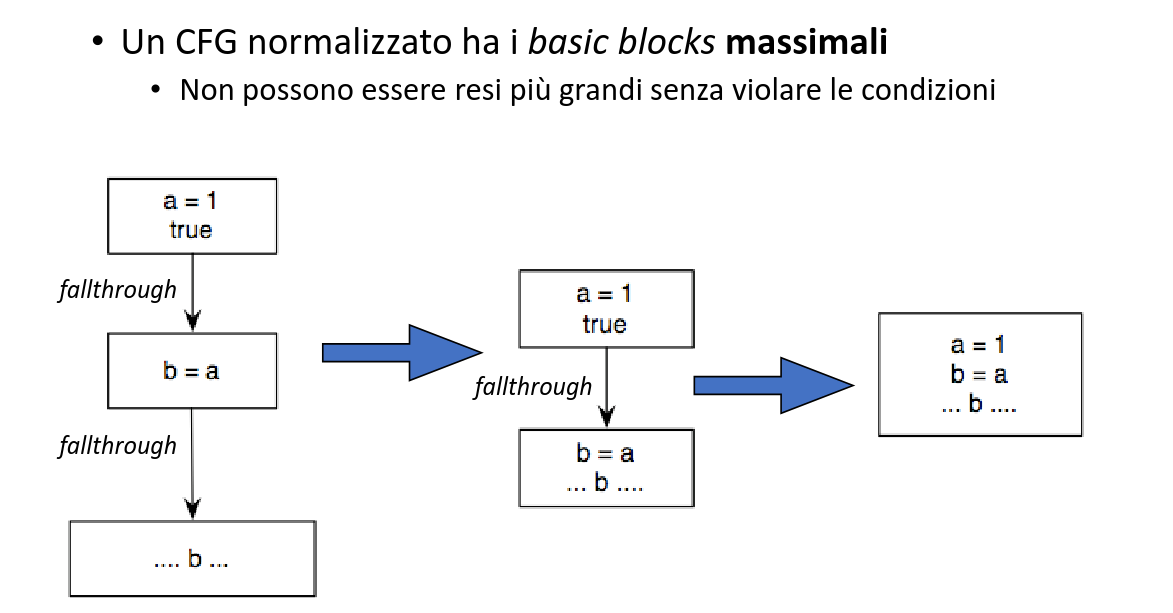 • Un CFG normalizzato ha i basic blocks massimali
• Non possono essere resi più grandi senza violare le condizioni
a = 1
true
fallthrough
b = a
fallthrough
.... b ...
a = 1
true
fallthrough
b = a
... b ....
a = 1
b = a
... b ....